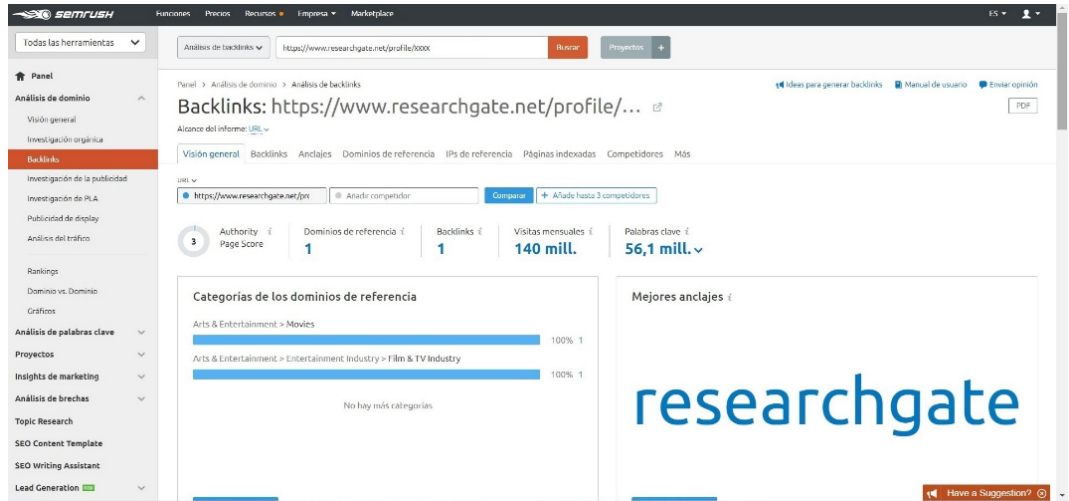 semrush
Funciones Precios Recursos Empresa Marketplace
ES
Todas las herramientas
Análisis de backlinks
https://www.researchgate.net/profile/xxxx
Buscar
Proyectos +
Panel
Análisis de dominio
Visión general
Investigación orgánica
Backlinks
Investigación de la publicidad
Investigación de PLA
Publicidad de display
Análisis del tráfico
Rankings
Dominio vs. Dominio
Gráficos
Análisis de palabras clave
Proyectos
Insights de marketing
Análisis de brechas
Topic Research
SEO Content Template
SEO Writing Assistant
Lead Generation
Panel > Análisis de dominio > Análisis de backlinks
Ideas para generar backlinks Manual de usuario Enviar opinión
Backlinks: https://www.researchgate.net/profile/...
PDF
Alcance del informe: URL
Visión general Backlinks Anclajes Dominios de referencia IPs de referencia Páginas indexadas Competidores Más
URL
https://www.researchgate.net/pro
Añadir competidor
Comparar
+ Añade hasta 3 competidores
3
Authority Page Score
Dominios de referencia i
1
Backlinks i
1
Visitas mensuales i
140 mill.
Palabras clave i
56,1 mill.
Categorías de los dominios de referencia
Arts & Entertainment > Movies
100% 1
Arts & Entertainment > Entertainment Industry > Film & TV Industry
100% 1
No hay más categorías
Mejores anclajes i
researchgate
Have a Suggestion?